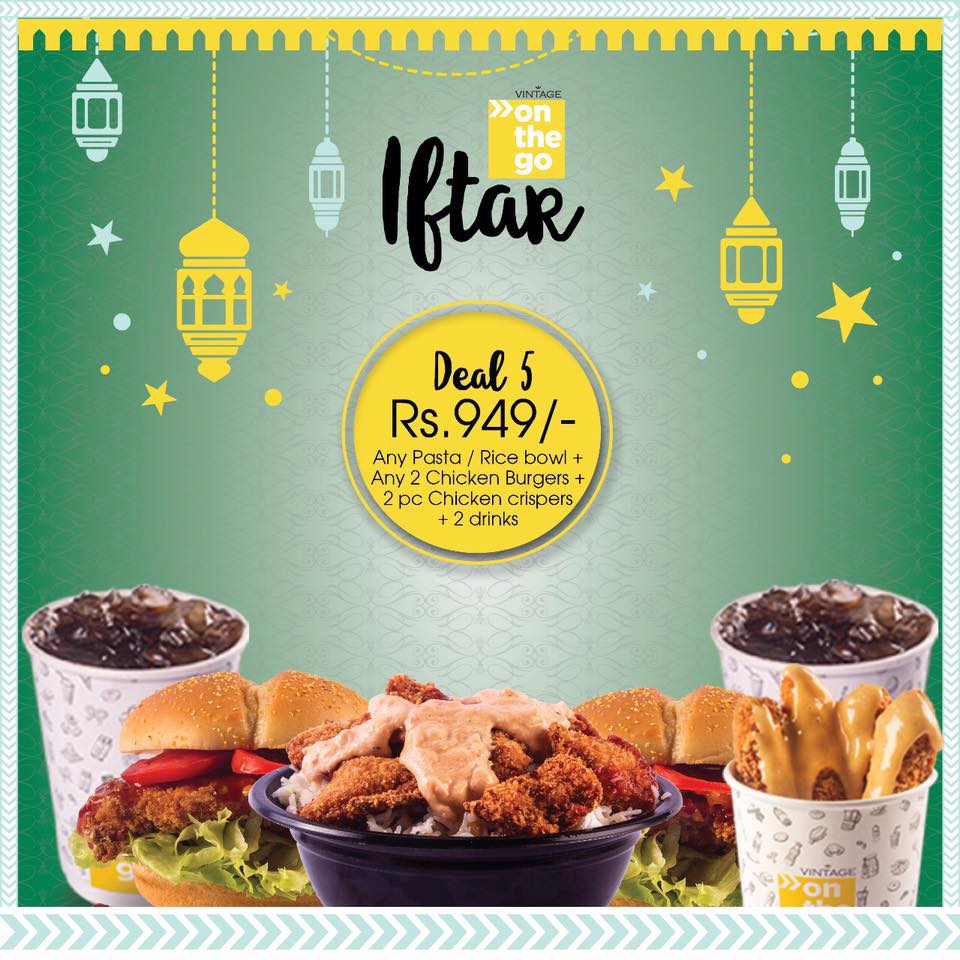 VINTAGE
»on
the
go
Iftar
Deal 5
Rs.949/-
Any Pasta / Rice bowl +
Any 2 Chicken Burgers +
2 pc Chicken crispers
+ 2 drinks
g
VINTAGE
»on